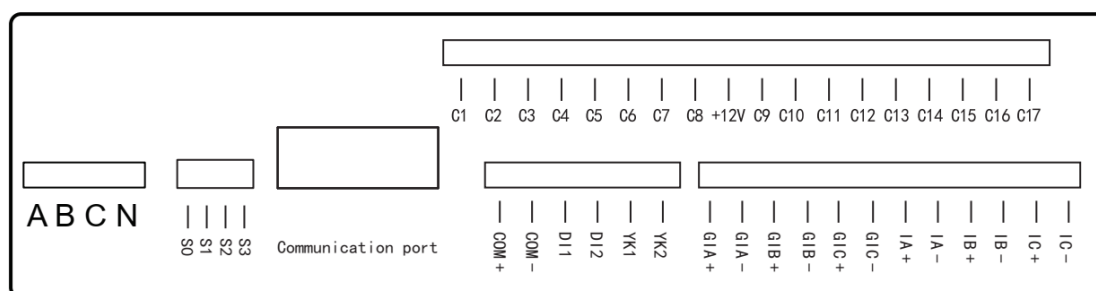 C1 C2 C3 C4 C5 C6 C7 C8 +12V C9 C10 C11 C12 C13 C14 C15 C16 C17
A B C N
S0 S1 S2 S3
Communication port
COM+ COM- DI1 DI2 YK1 YK2
GIA+ GIA- GIB+ GIB- GIC+ GIC- IA+ IA- IB+ IB- IC+ IC-